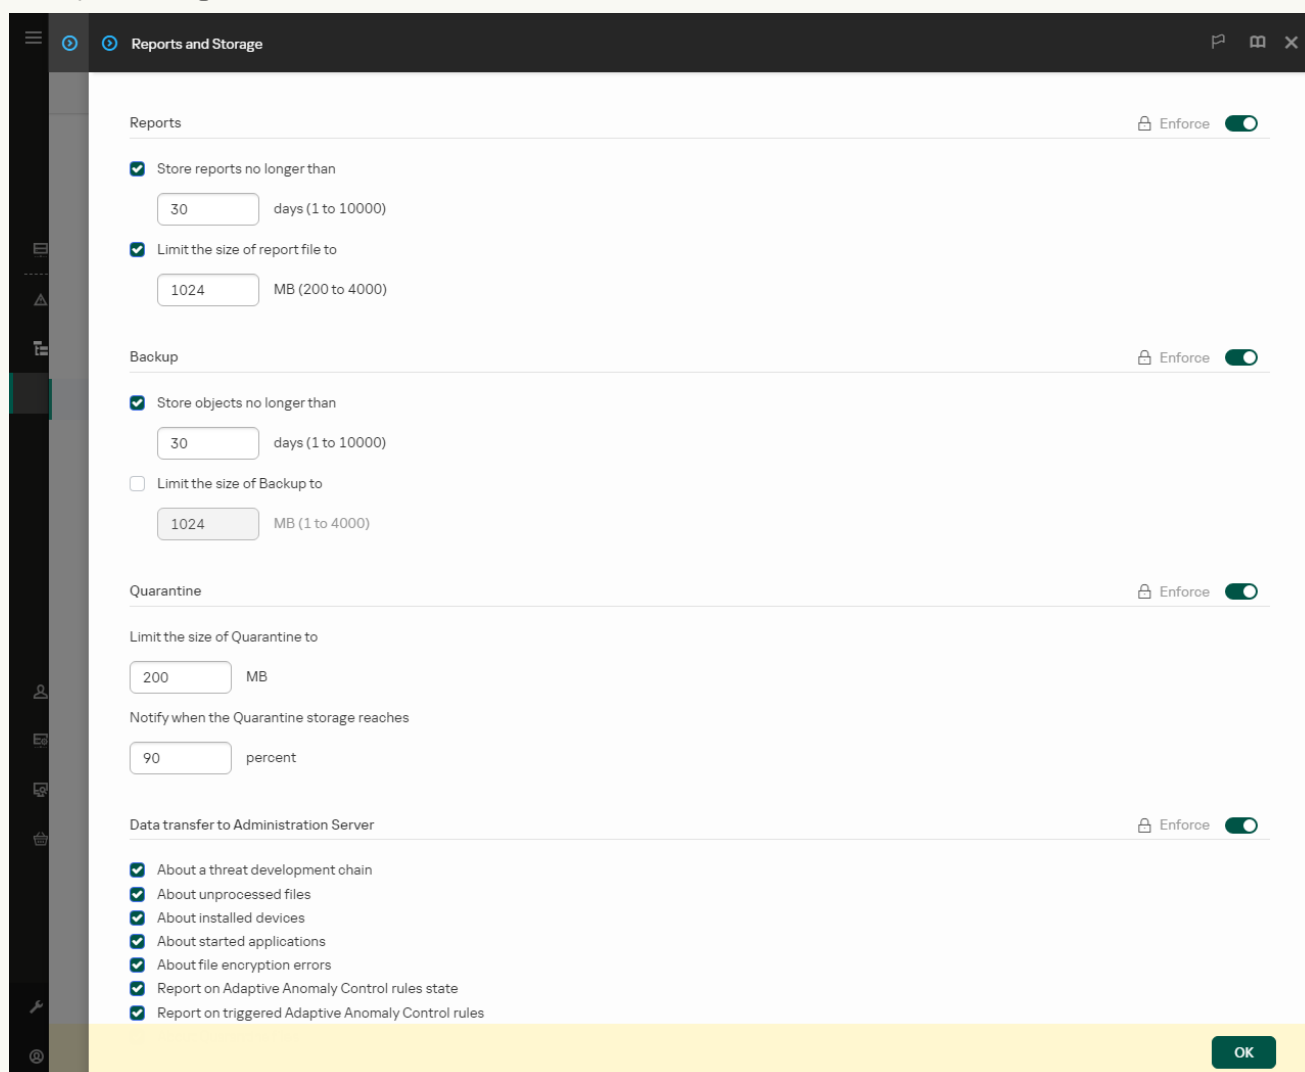 Reports and Storage
Reports
Enforce
Store reports no longer than
30 days (1 to 10000)
Limit the size of report file to
1024 MB (200 to 4000)
Backup
Enforce
Store objects no longer than
30 days (1 to 10000)
Limit the size of Backup to
1024 MB (1 to 4000)
Quarantine
Enforce
Limit the size of Quarantine to
200 MB
Notify when the Quarantine storage reaches
90 percent
Data transfer to Administration Server
Enforce
About a threat development chain
About unprocessed files
About installed devices
About started applications
About file encryption errors
Report on Adaptive Anomaly Control rules state
Report on triggered Adaptive Anomaly Control rules
OK